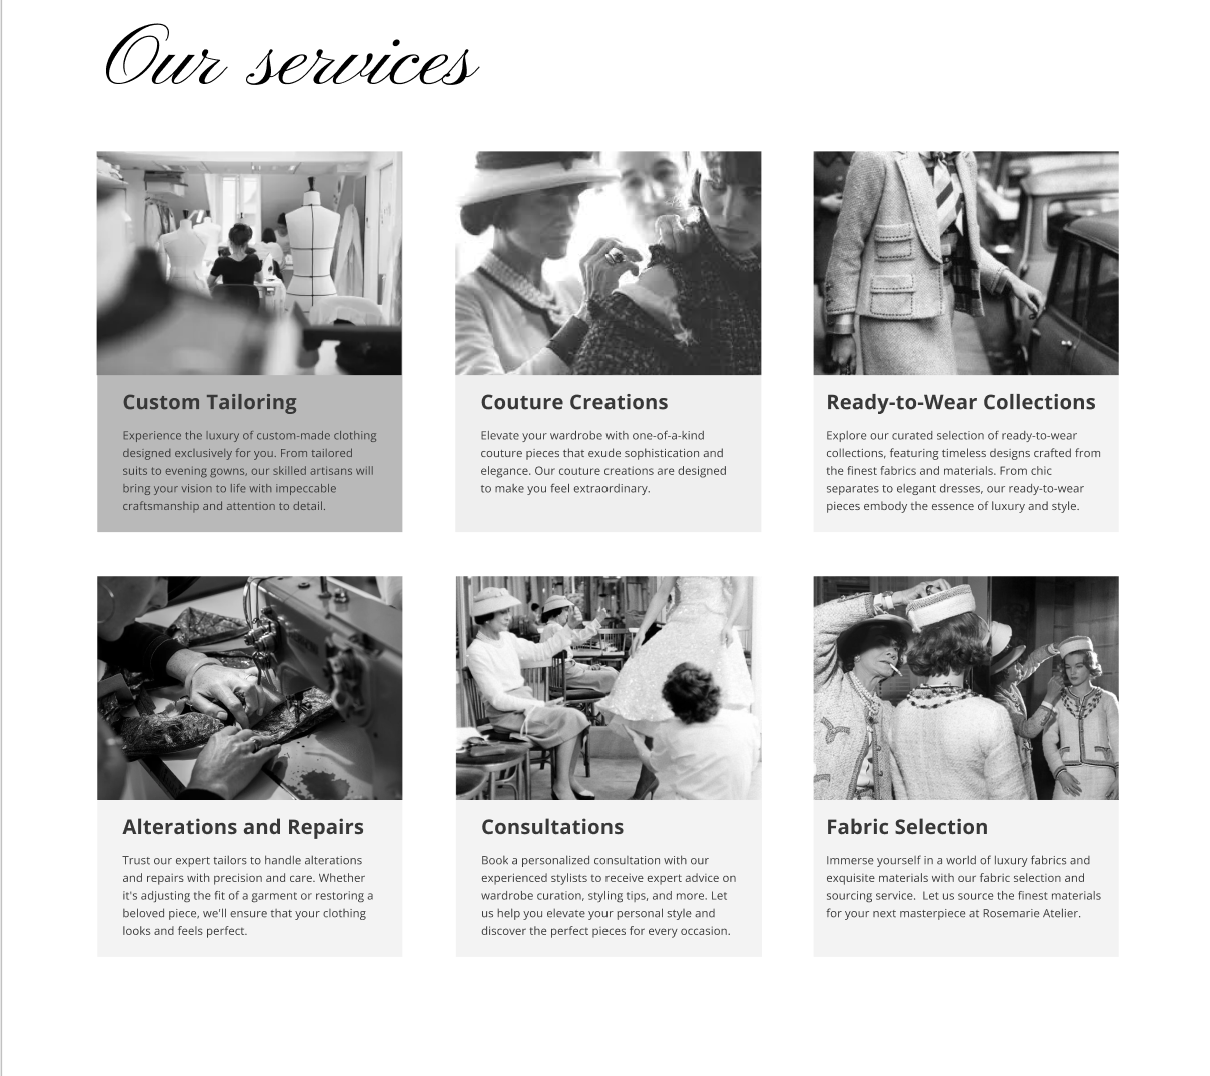 Our services
Custom Tailoring
Experience the luxury of custom-made clothing
designed exclusively for you. From tailored
suits to evening gowns, our skilled artisans will
bring your vision to life with impeccable
craftsmanship and attention to detail.
Couture Creations
Elevate your wardrobe with one-of-a-kind
couture pieces that exude sophistication and
elegance. Our couture creations are designed
to make you feel extraordinary.
Ready-to-Wear Collections
Explore our curated selection of ready-to-wear
collections, featuring timeless designs crafted from
the finest fabrics and materials. From chic
separates to elegant dresses, our ready-to-wear
pieces embody the essence of luxury and style.
Alterations and Repairs
Trust our expert tailors to handle alterations
and repairs with precision and care. Whether
it's adjusting the fit of a garment or restoring a
beloved piece, we'll ensure that your clothing
looks and feels perfect.
Consultations
Book a personalized consultation with our
experienced stylists to receive expert advice on
wardrobe curation, styling tips, and more. Let
us help you elevate your personal style and
discover the perfect pieces for every occasion.
Fabric Selection
Immerse yourself in a world of luxury fabrics and
exquisite materials with our fabric selection and
sourcing service.  Let us source the finest materials
for your next masterpiece at Rosemarie Atelier.